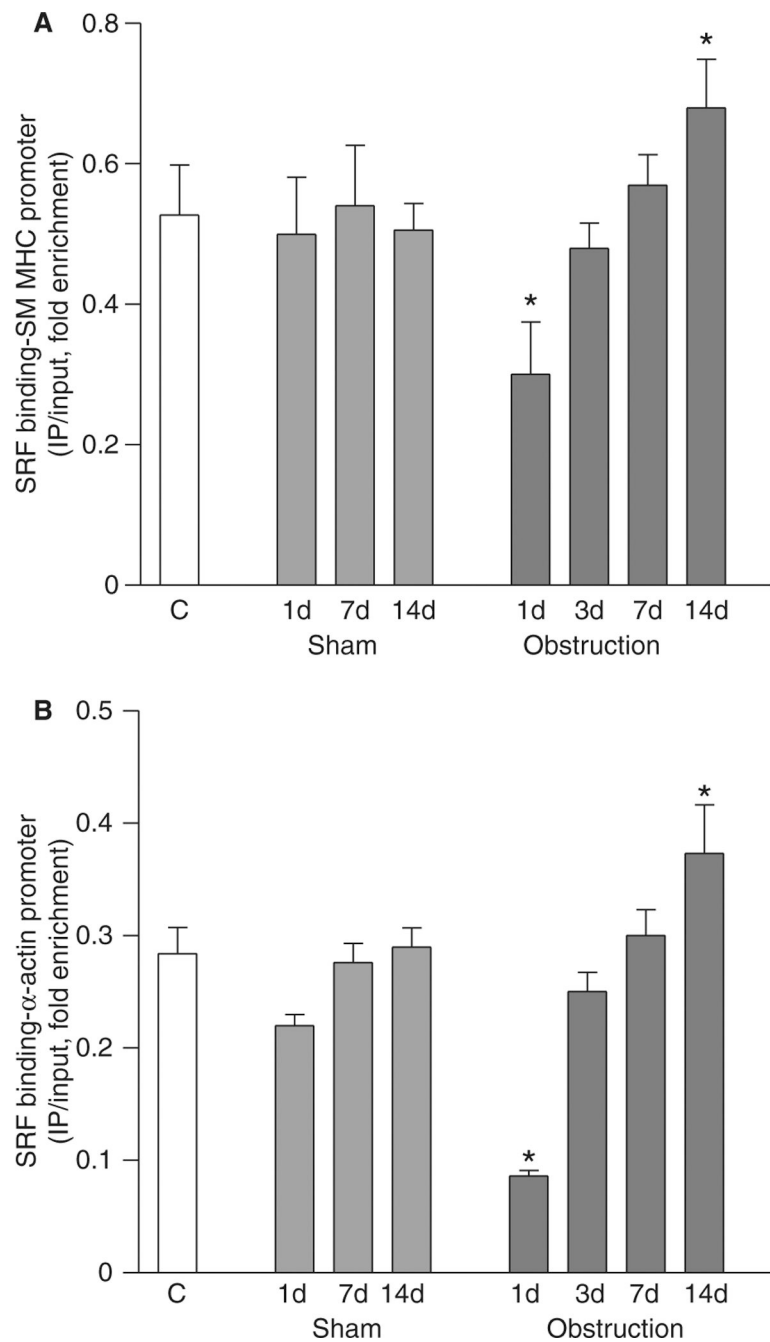 A
SRF binding-SM MHC promoter
(IP/input, fold enrichment)
0.8
0.6
0.4
0.2
0
*
*
C
1d 7d 14d
1d 3d 7d 14d
Sham
Obstruction
B
SRF binding-α-actin promoter
(IP/input, fold enrichment)
0.5
0.4
0.3
0.2
0.1
0
*
*
C
1d 7d 14d
1d 3d 7d 14d
Sham
Obstruction